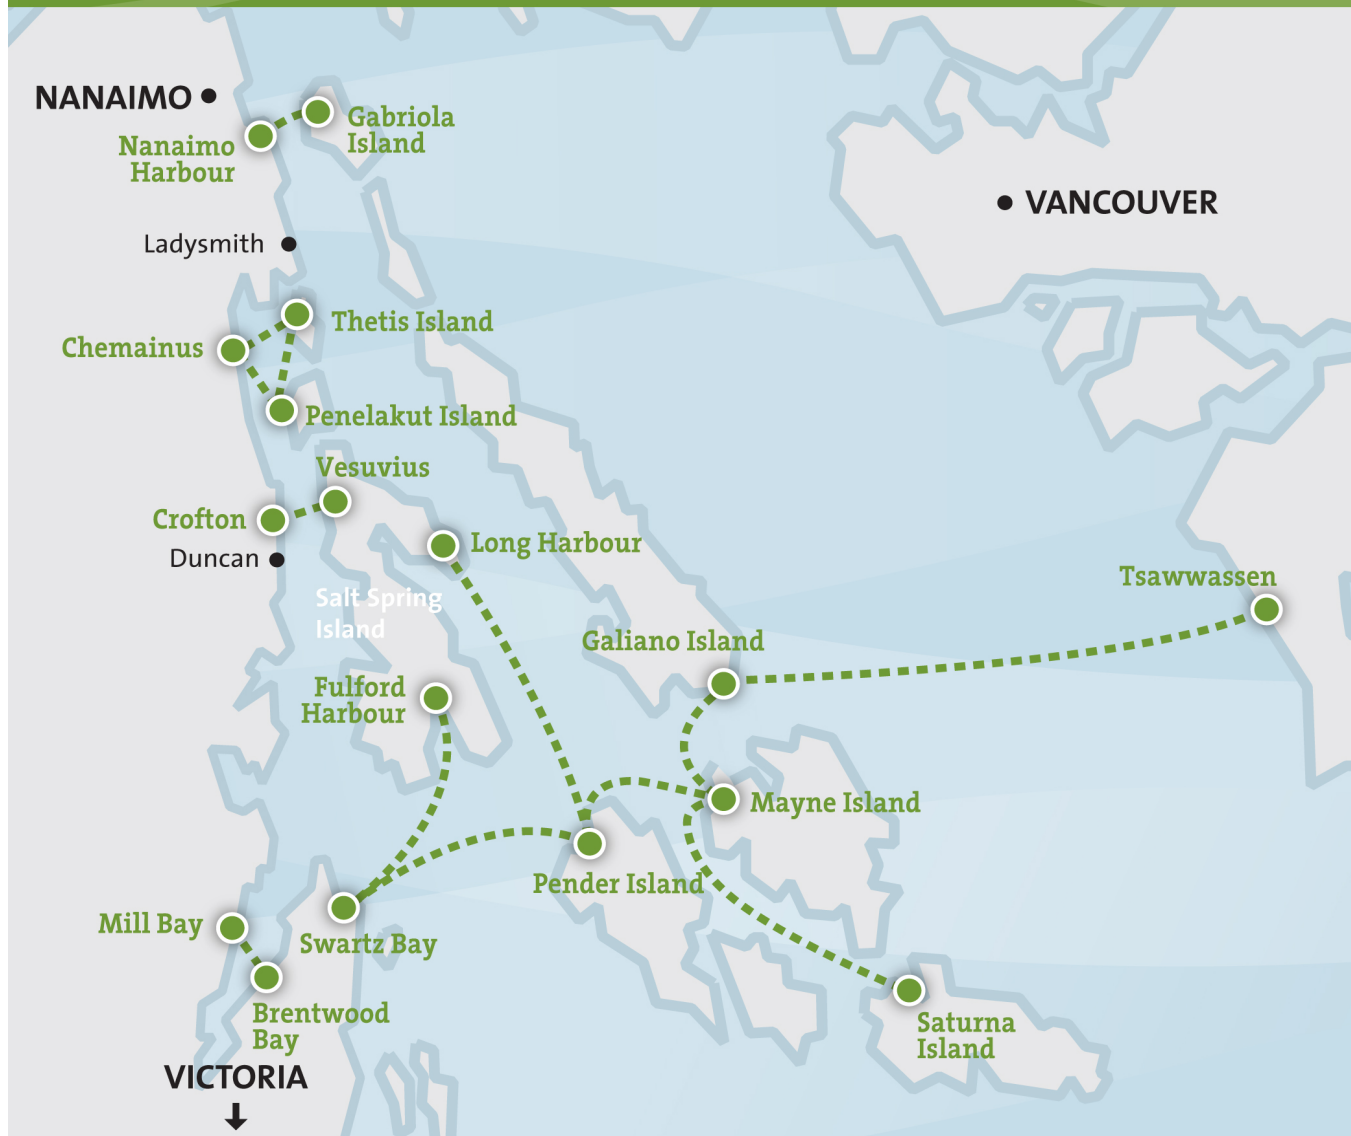 NANAIMO
Gabriola
Island
Nanaimo
Harbour
VANCOUVER
Ladysmith
Thetis Island
Chemainus
Penelakut Island
Vesuvius
Crofton
Long Harbour
Duncan
Tsawwassen
Salt Spring
Island
Galiano Island
Fulford
Harbour
Mayne Island
Pender Island
Mill Bay
Swartz Bay
Brentwood
Bay
Saturna
Island
VICTORIA